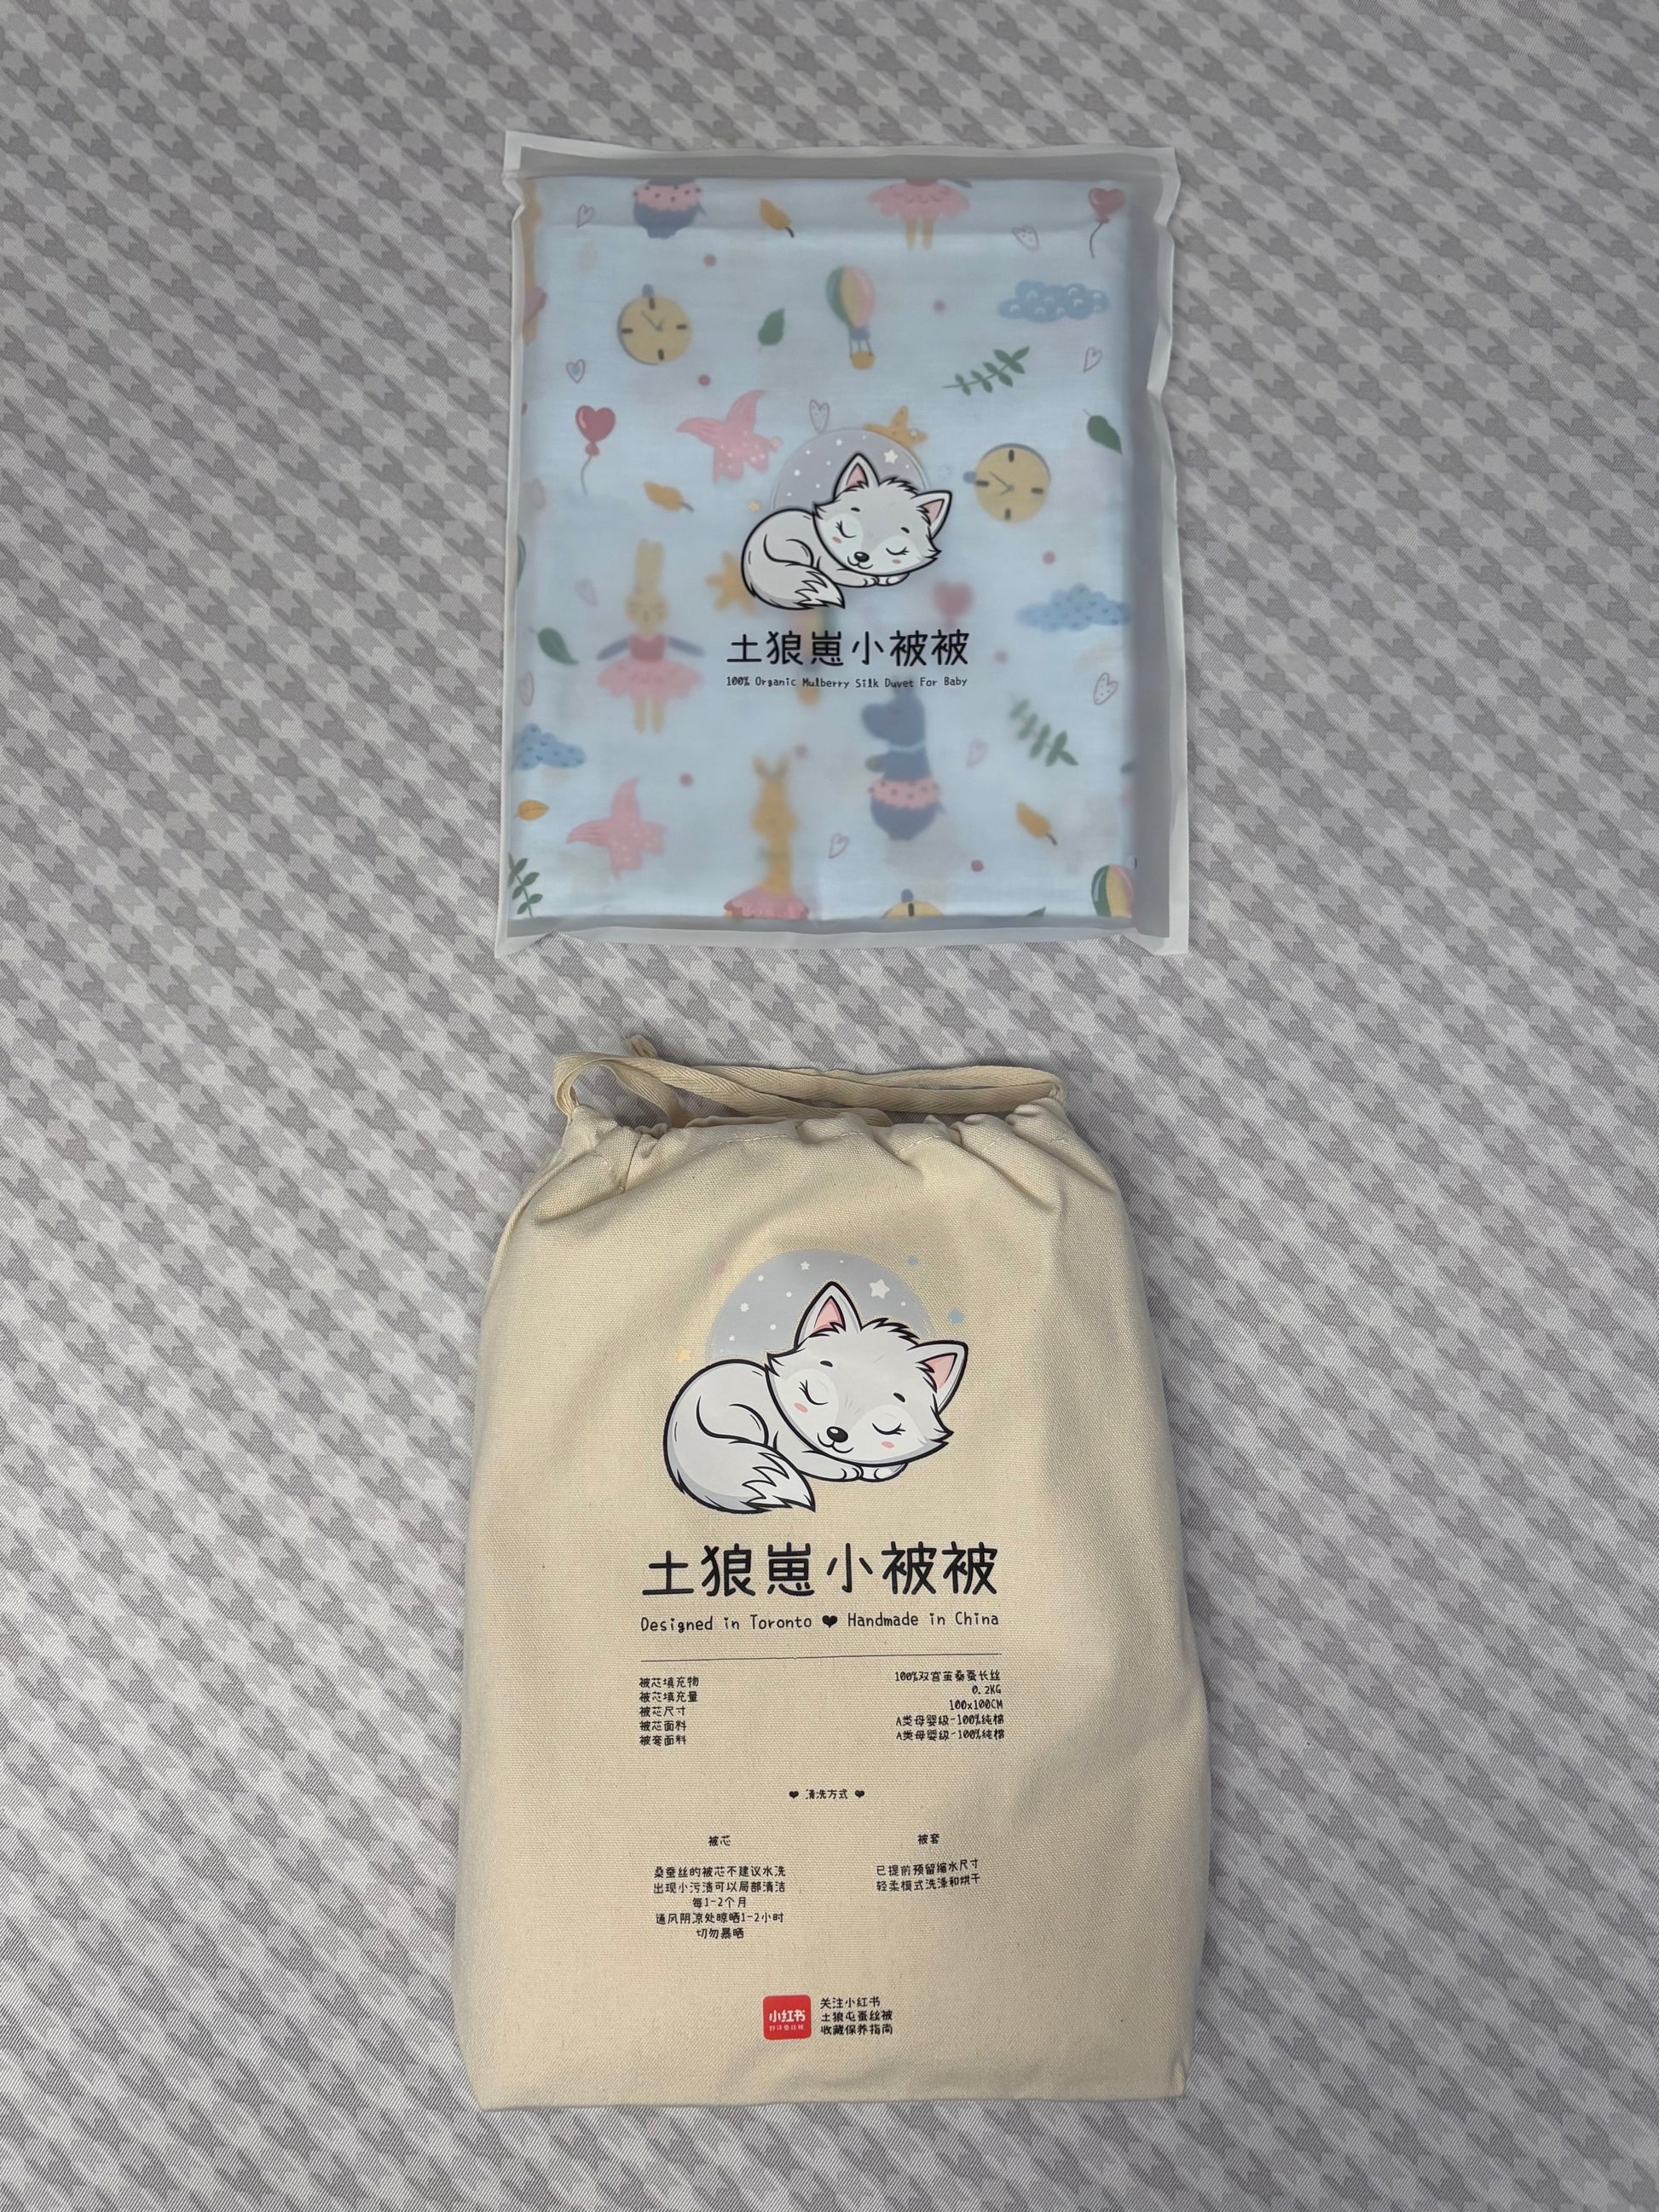 土狼崽小被被
100% Organic Mulberry Silk Duvet For Baby
土狼崽小被被
Designed in Toronto ❤ Handmade in China
被芯填充物 100%双宫茧桑蚕长丝
被芯填充量 0.2KG
被芯尺寸 100x100CM
被芯面料 A类母婴级-100%纯棉
被套面料 A类母婴级-100%纯棉
❤ 清洗方式 ❤
被芯
桑蚕丝的被芯不建议水洗
出现小污渍可以局部清洁
每1-2个月
通风阴凉处晾晒1-2小时
切勿暴晒
被套
已提前预留缩水尺寸
轻柔模式洗涤和烘干
小红书
关注小红书
土狼屯蚕丝被
收藏保养指南